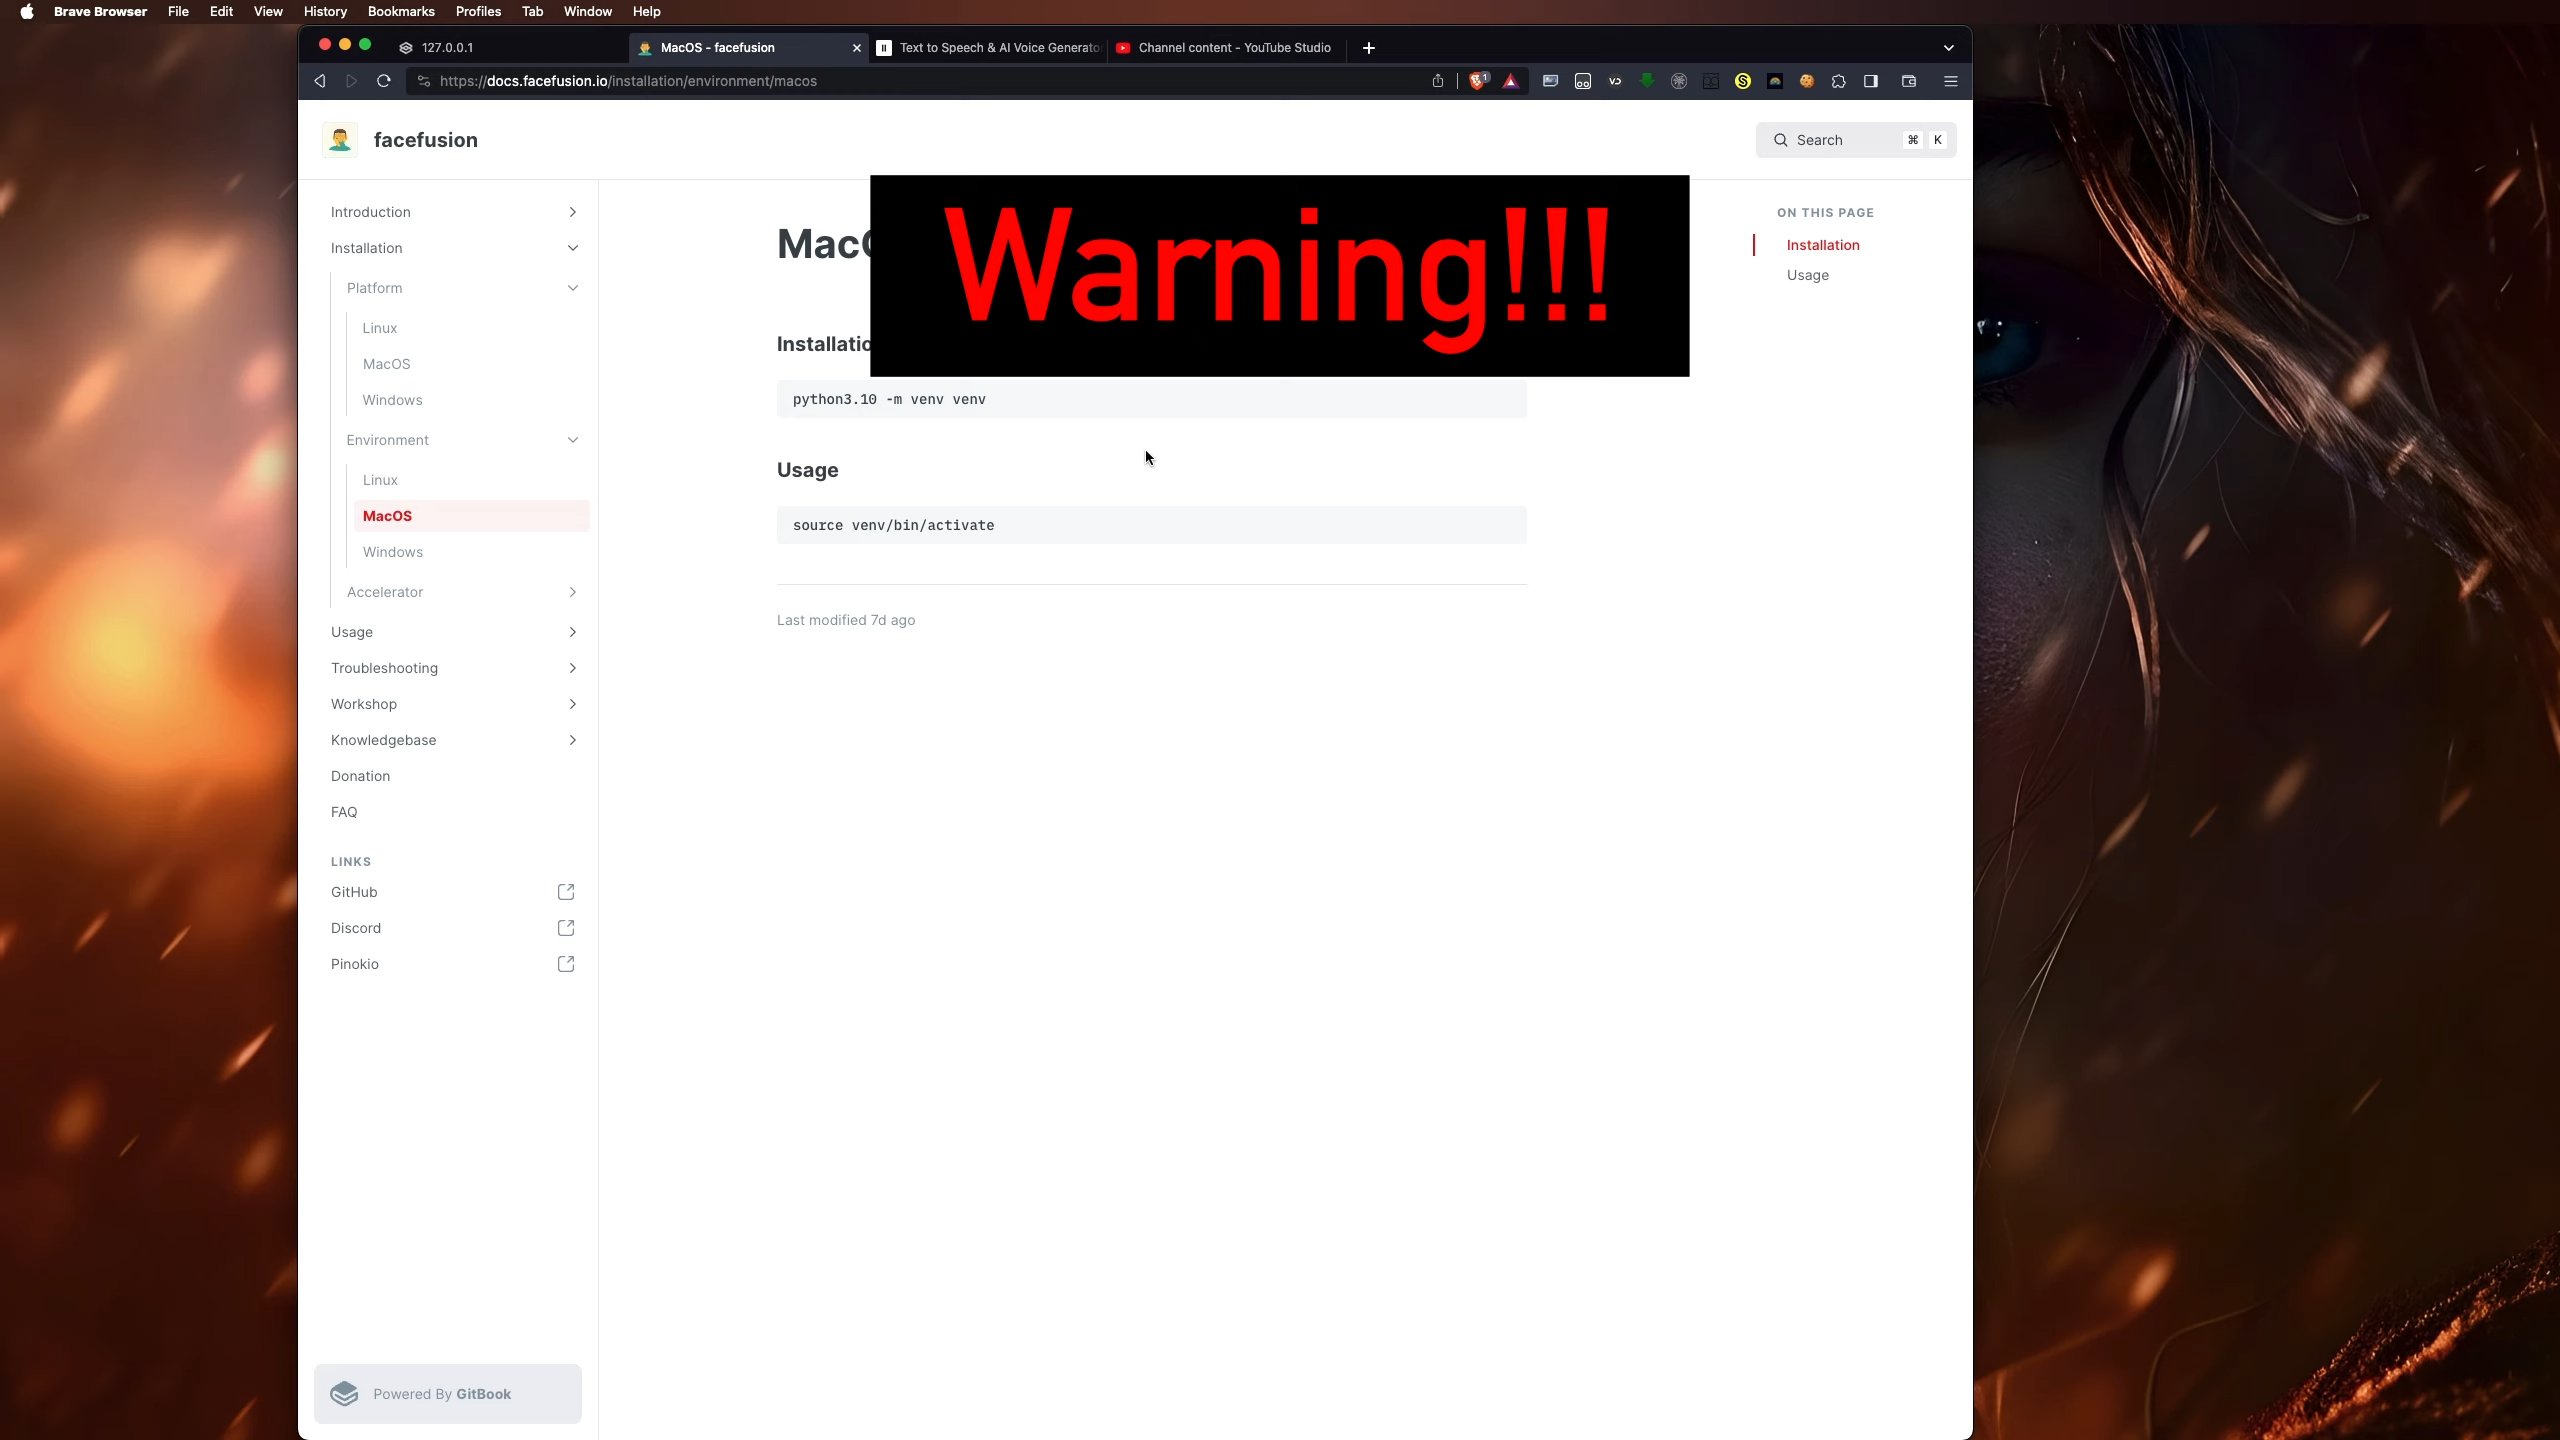 Brave Browser File Edit View History Bookmarks Profiles Tab Window Help
127.0.0.1 MacOS - facefusion Text to Speech & AI Voice Generato Channel content - YouTube Studio
https://docs.facefusion.io/installation/environment/macos
facefusion
Search ⌘ K
Introduction
Installation
Platform
Linux
MacOS
Windows
Environment
Linux
MacOS
Windows
Accelerator
Usage
Troubleshooting
Workshop
Knowledgebase
Donation
FAQ
LINKS
GitHub
Discord
Pinokio
Powered By GitBook
Warning!!!
python3.10 -m venv venv
Usage
source venv/bin/activate
Last modified 7d ago
ON THIS PAGE
Installation
Usage